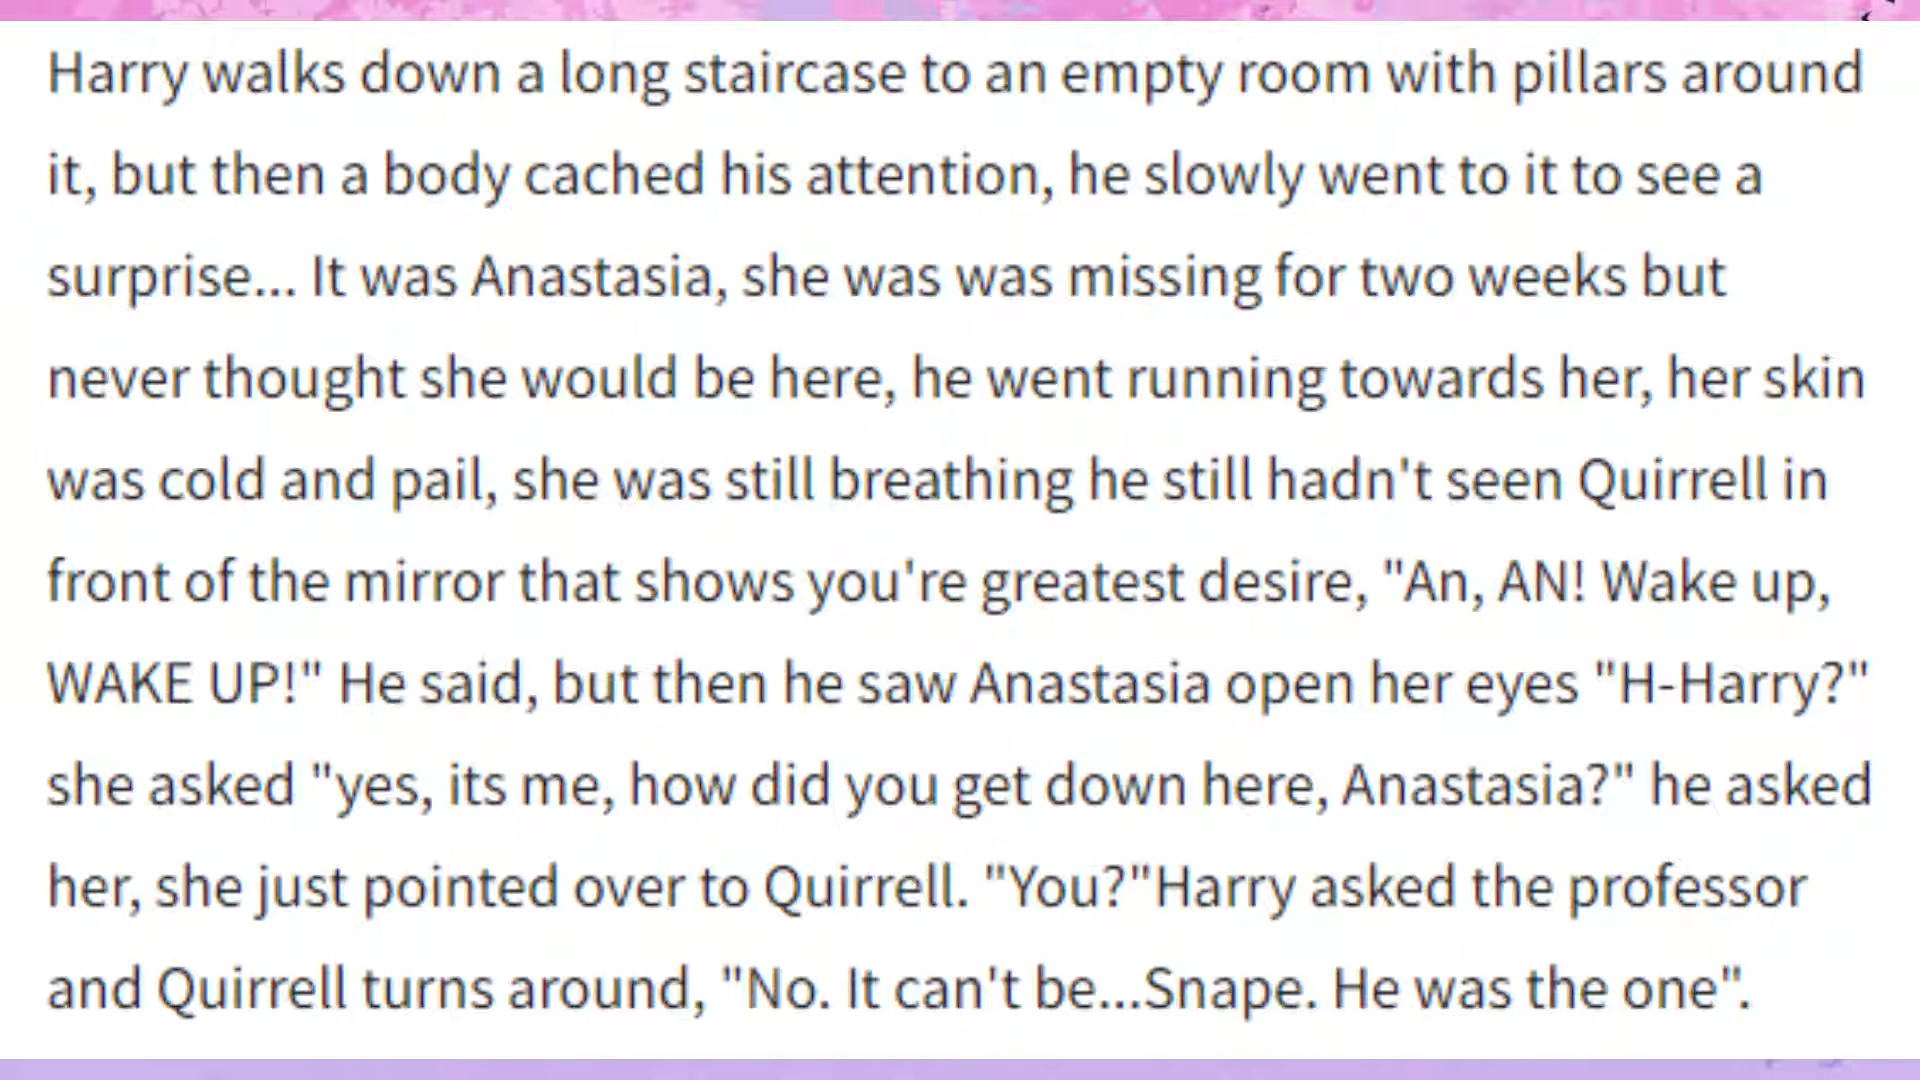 Harry walks down a long staircase to an empty room with pillars around
it, but then a body cached his attention, he slowly went to it to see a
surprise... It was Anastasia, she was was missing for two weeks but
never thought she would be here, he went running towards her, her skin
was cold and pail, she was still breathing he still hadn't seen Quirrell in
front of the mirror that shows you're greatest desire, "An, AN! Wake up,
WAKE UP!" He said, but then he saw Anastasia open her eyes "H-Harry?"
she asked "yes, its me, how did you get down here, Anastasia?" he asked
her, she just pointed over to Quirrell. "You?"Harry asked the professor
and Quirrell turns around, "No. It can't be...Snape. He was the one".